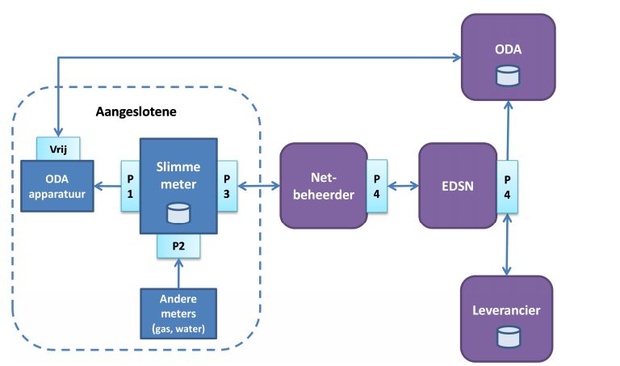 ODA
Aangeslotene
Vrij
ODA
apparatuur
P
1
Slimme
meter
P
3
P2
Andere
meters
(gas, water)
Net-
beheerder
P
4
EDSN
P
4
Leverancier